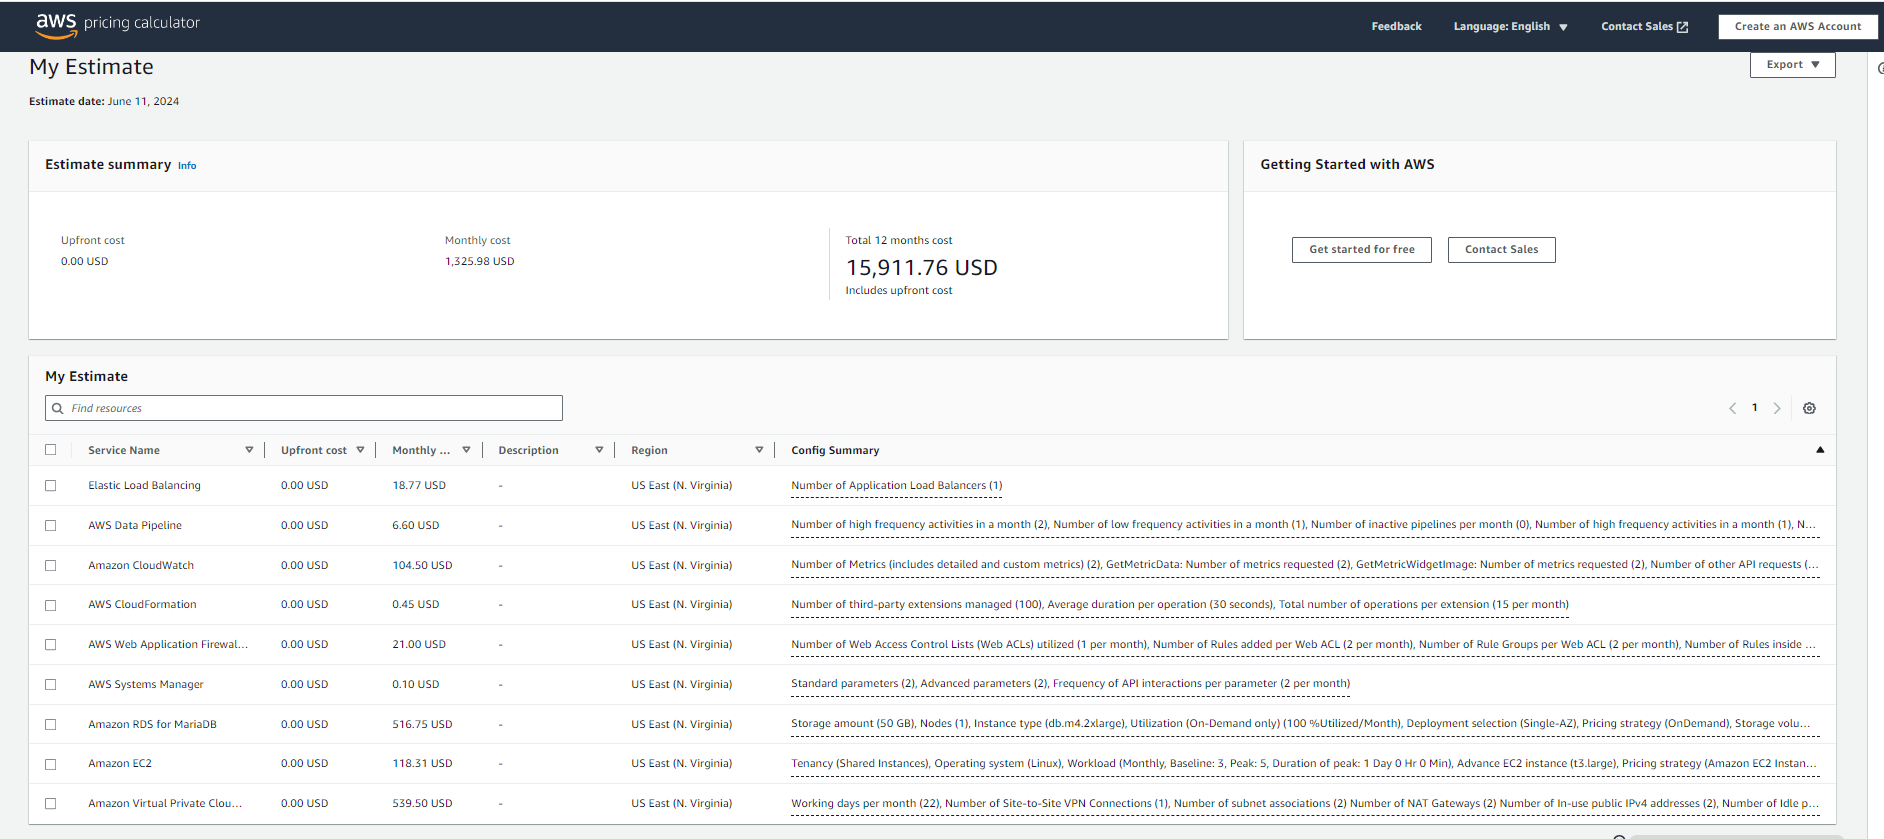 aws pricing calculator
Feedback Language: English Contact Sales Create an AWS Account
My Estimate
Export
Estimate date: June 11, 2024
Estimate summary Info
Getting Started with AWS
Upfront cost Monthly cost Total 12 months cost
0.00 USD 1,325.98 USD 15,911.76 USD
Includes upfront cost
Get started for free Contact Sales
My Estimate
Find resources
1
Service Name Upfront cost Monthly ... Description Region Config Summary
Elastic Load Balancing 0.00 USD 18.77 USD - US East (N. Virginia) Number of Application Load Balancers (1)
AWS Data Pipeline 0.00 USD 6.60 USD - US East (N. Virginia) Number of high frequency activities in a month (2), Number of low frequency activities in a month (1), Number of inactive pipelines per month (0), Number of high frequency activities in a month (1), N...
Amazon CloudWatch 0.00 USD 104.50 USD - US East (N. Virginia) Number of Metrics (includes detailed and custom metrics) (2), GetMetricData: Number of metrics requested (2), GetMetricWidgetImage: Number of metrics requested (2), Number of other API requests (...
AWS CloudFormation 0.00 USD 0.45 USD - US East (N. Virginia) Number of third-party extensions managed (100), Average duration per operation (30 seconds), Total number of operations per extension (15 per month)
AWS Web Application Firewal... 0.00 USD 21.00 USD - US East (N. Virginia) Number of Web Access Control Lists (Web ACLs) utilized (1 per month), Number of Rules added per Web ACL (2 per month), Number of Rule Groups per Web ACL (2 per month), Number of Rules inside ...
AWS Systems Manager 0.00 USD 0.10 USD - US East (N. Virginia) Standard parameters (2), Advanced parameters (2), Frequency of API interactions per parameter (2 per month)
Amazon RDS for MariaDB 0.00 USD 516.75 USD - US East (N. Virginia) Storage amount (50 GB), Nodes (1), Instance type (db.m4.2xlarge), Utilization (On-Demand only) (100 %Utilized/Month), Deployment selection (Single-AZ), Pricing strategy (OnDemand), Storage volu...
Amazon EC2 0.00 USD 118.31 USD - US East (N. Virginia) Tenancy (Shared Instances), Operating system (Linux), Workload (Monthly, Baseline: 3, Peak: 5, Duration of peak: 1 Day 0 Hr 0 Min), Advance EC2 instance (t3.large), Pricing strategy (Amazon EC2 Instan...
Amazon Virtual Private Clou... 0.00 USD 539.50 USD - US East (N. Virginia) Working days per month (22), Number of Site-to-Site VPN Connections (1), Number of subnet associations (2) Number of NAT Gateways (2) Number of In-use public IPv4 addresses (2), Number of Idle p...